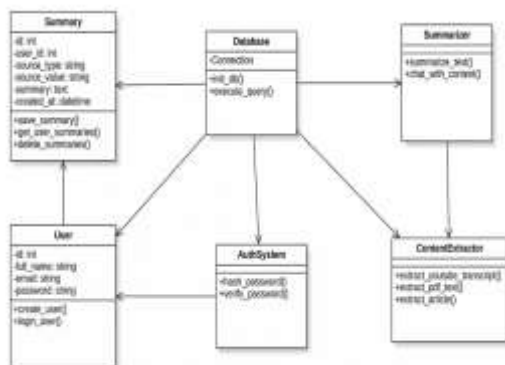 Summary
-id: int
-user_id: int
-source_type: string
-source_value: string
-summary: text
-created_at: datetime
+save_summary()
+get_user_summaries()
+delete_summaries()
Database
-Connection
+init_db()
+execute_query()
Summarizer
+summarize_text()
+chat_with_content()
User
-id: int
-full_name: string
-email: string
-password: string
+create_user()
+login_user()
AuthSystem
+hash_password()
+verify_password()
ContentExtractor
+extract_youtube_transcript()
+extract_pdf_text()
+extract_article()